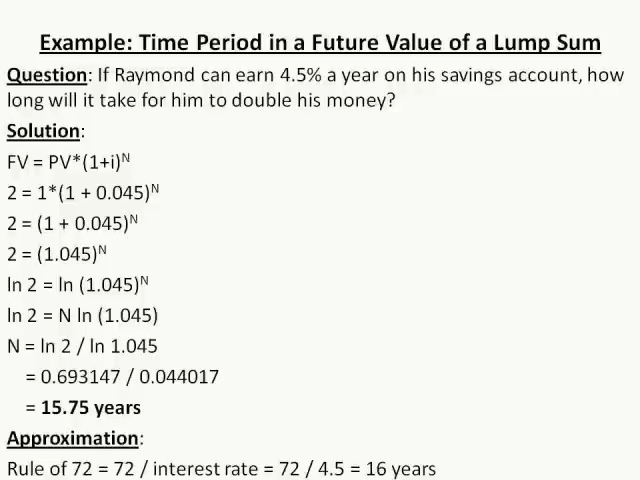 Example: Time Period in a Future Value of a Lump Sum
Question: If Raymond can earn 4.5% a year on his savings account, how
long will it take for him to double his money?
Solution:
FV = PV*(1+i)ᴺ
2 = 1*(1 + 0.045)ᴺ
2 = (1 + 0.045)ᴺ
2 = (1.045)ᴺ
ln 2 = ln (1.045)ᴺ
ln 2 = N ln (1.045)
N = ln 2 / ln 1.045
= 0.693147 / 0.044017
= 15.75 years
Approximation:
Rule of 72 = 72 / interest rate = 72 / 4.5 = 16 years